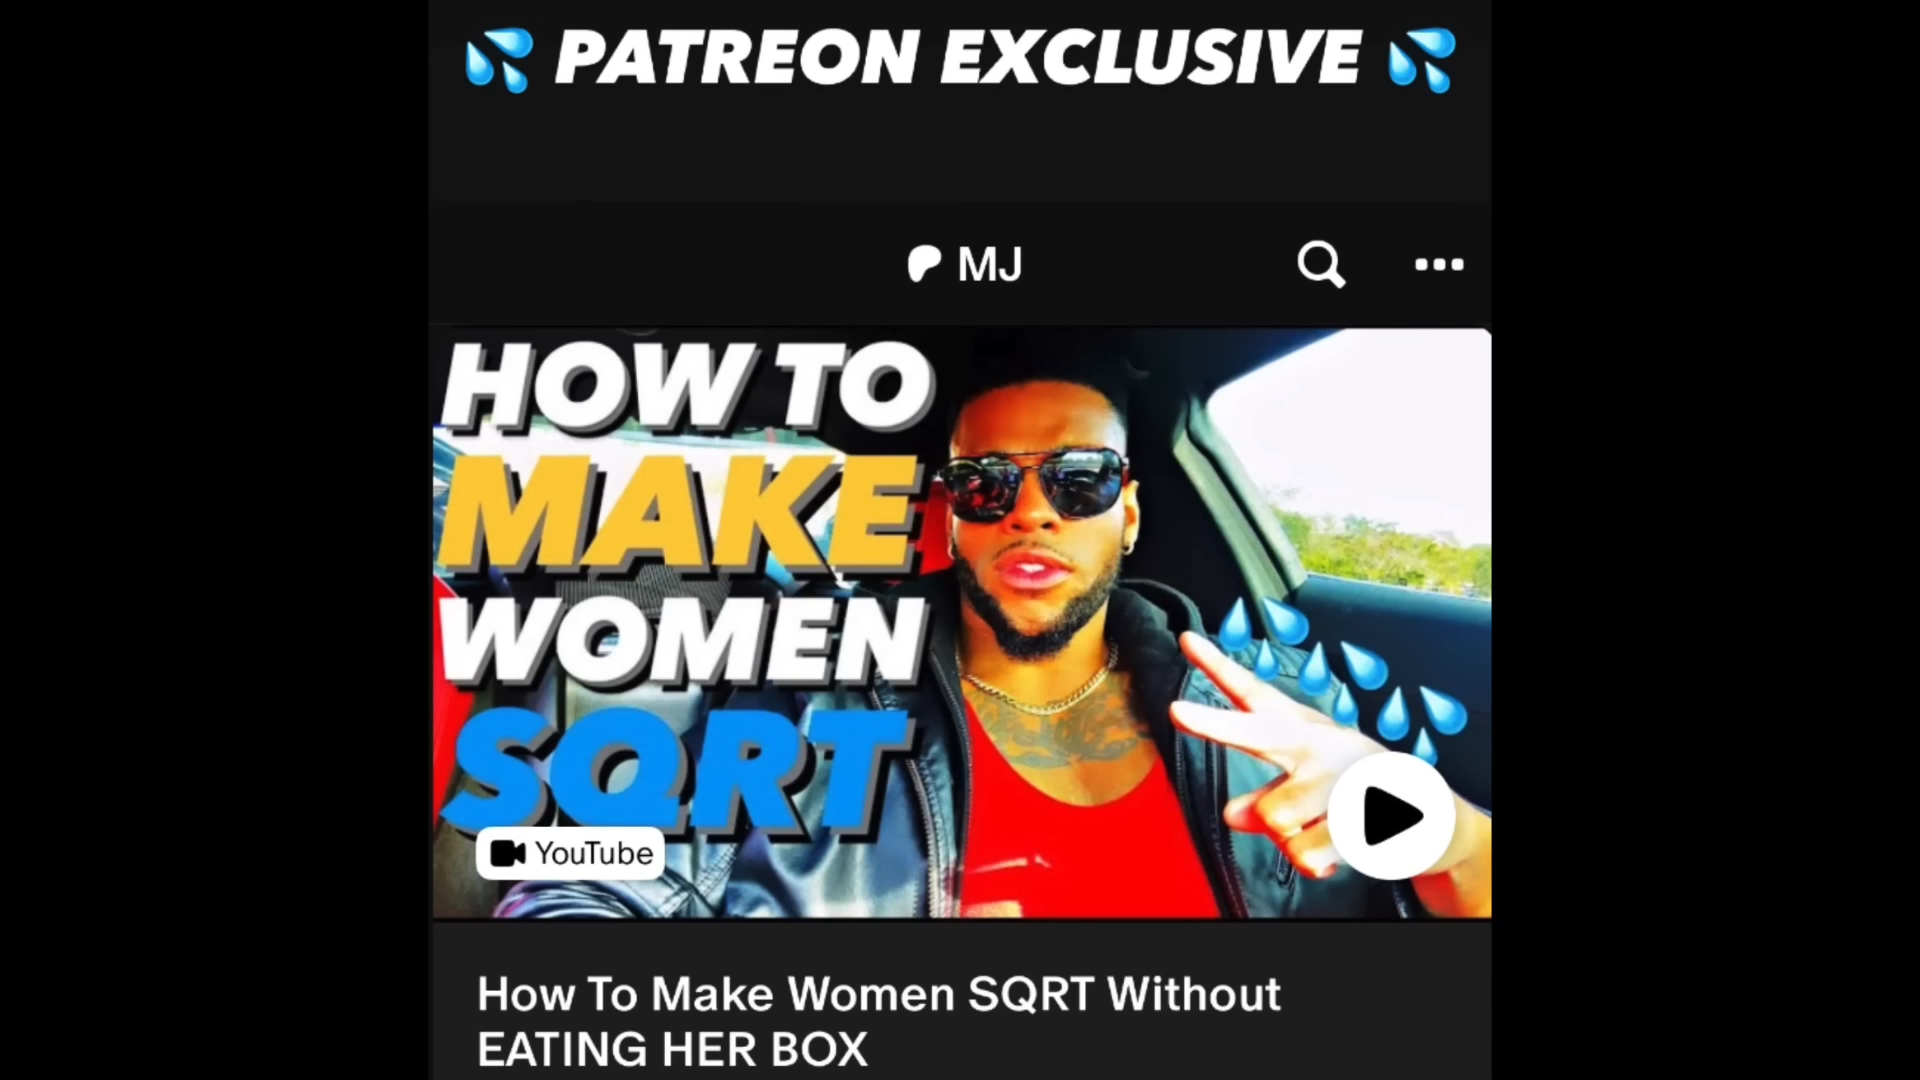 💦 PATREON EXCLUSIVE 💦
MJ
HOW TO
MAKE
WOMEN
SQRT
YouTube
How To Make Women SQRT Without
EATING HER BOX